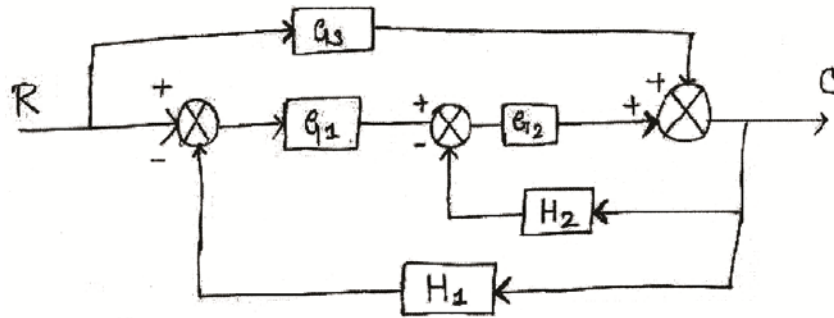 G3
R + + C
- G1 + G2 +
-
H2
H1